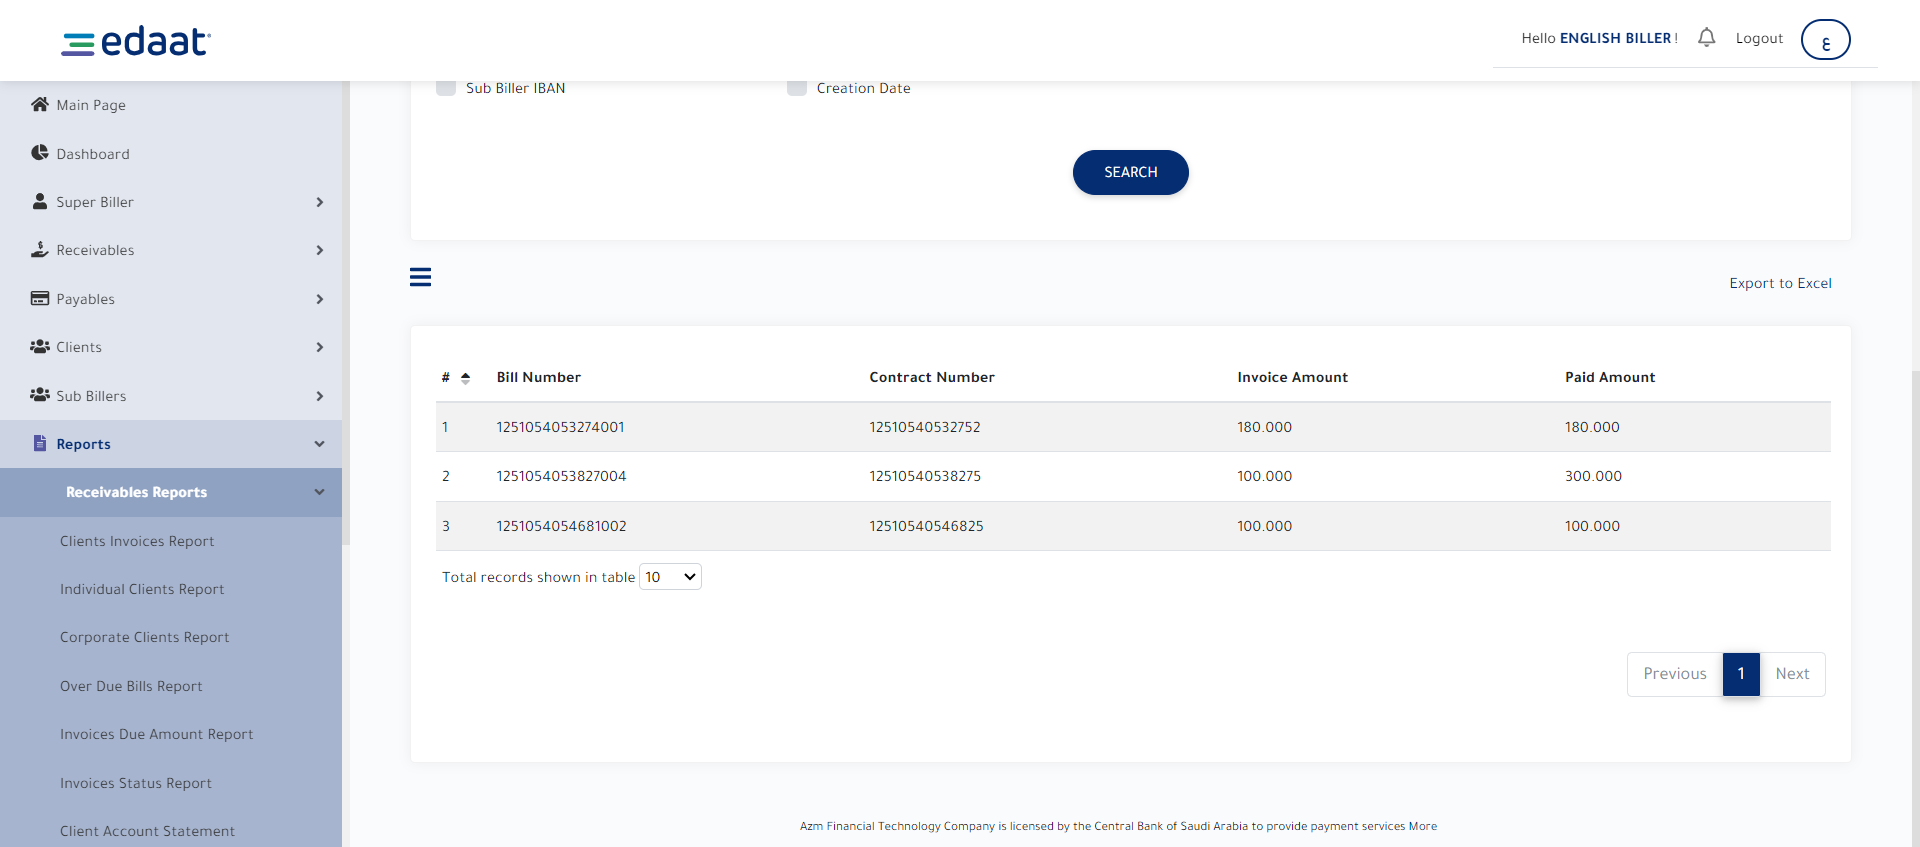 edaat
Hello ENGLISH BILLER !
Logout
ع
Main Page
Dashboard
Super Biller
Receivables
Payables
Clients
Sub Billers
Reports
Receivables Reports
Clients Invoices Report
Individual Clients Report
Corporate Clients Report
Over Due Bills Report
Invoices Due Amount Report
Invoices Status Report
Client Account Statement
Sub Biller IBAN
Creation Date
SEARCH
Export to Excel
# Bill Number Contract Number Invoice Amount Paid Amount
1 1251054053274001 12510540532752 180.000 180.000
2 1251054053827004 12510540538275 100.000 300.000
3 1251054054681002 12510540546825 100.000 100.000
Total records shown in table 10
Previous 1 Next
Azm Financial Technology Company is licensed by the Central Bank of Saudi Arabia to provide payment services More